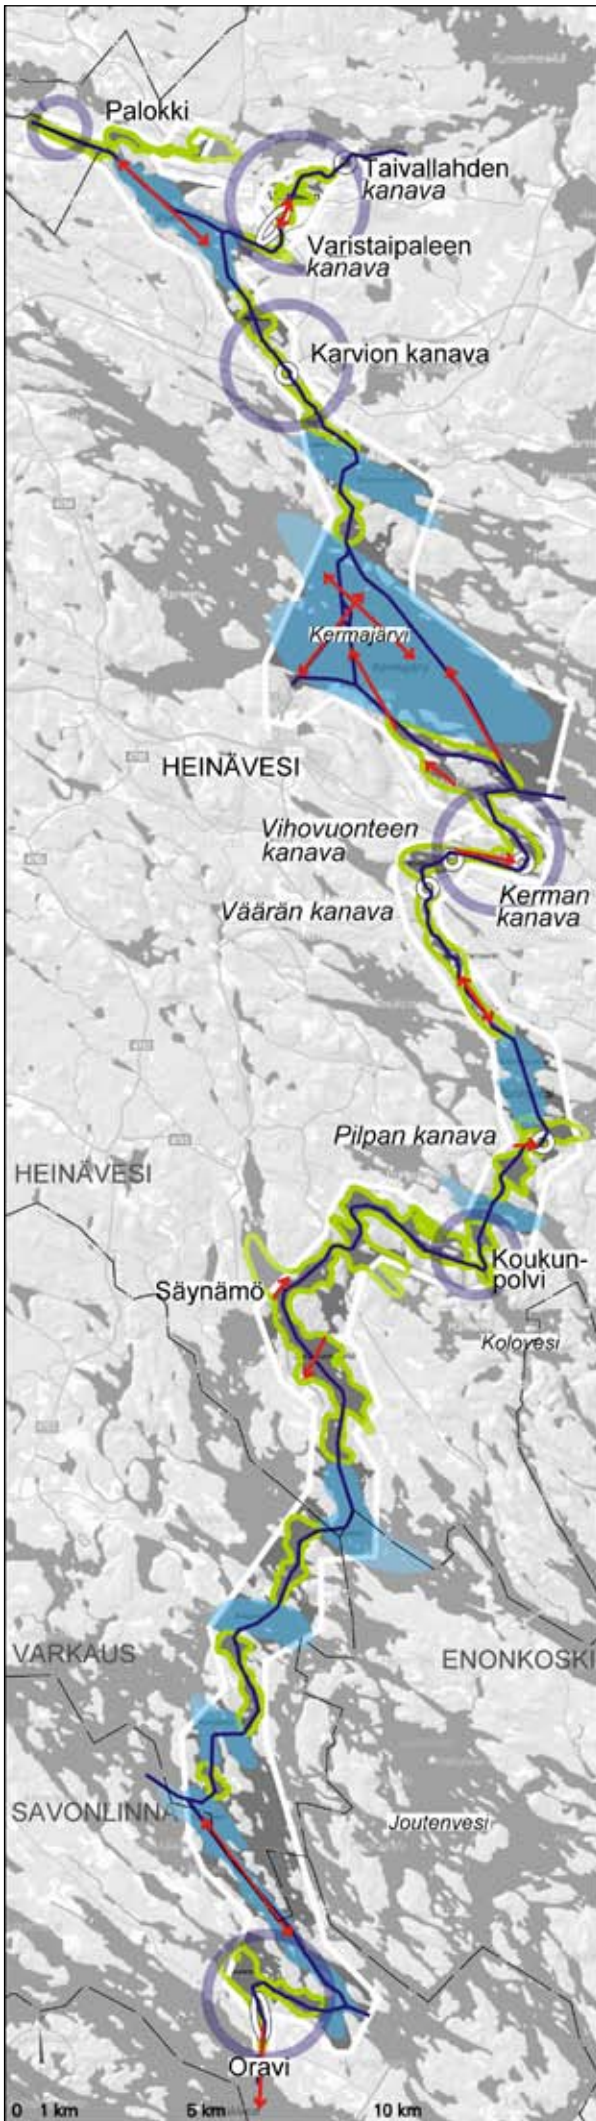 Palokki
Taivallahden
kanava
Varistaipaleen
kanava
Karvion kanava
Kermajärvi
HEINÄVESI
Vihovuonteen
kanava
Kerman
kanava
Väärän kanava
Pilpan kanava
HEINÄVESI
Koukun-
polvi
Säynämö
Kolovesi
VARKAUS
ENONKOSKI
SAVONLINNA
Joutenvesi
Oravi
0 1 km 5 km 10 km